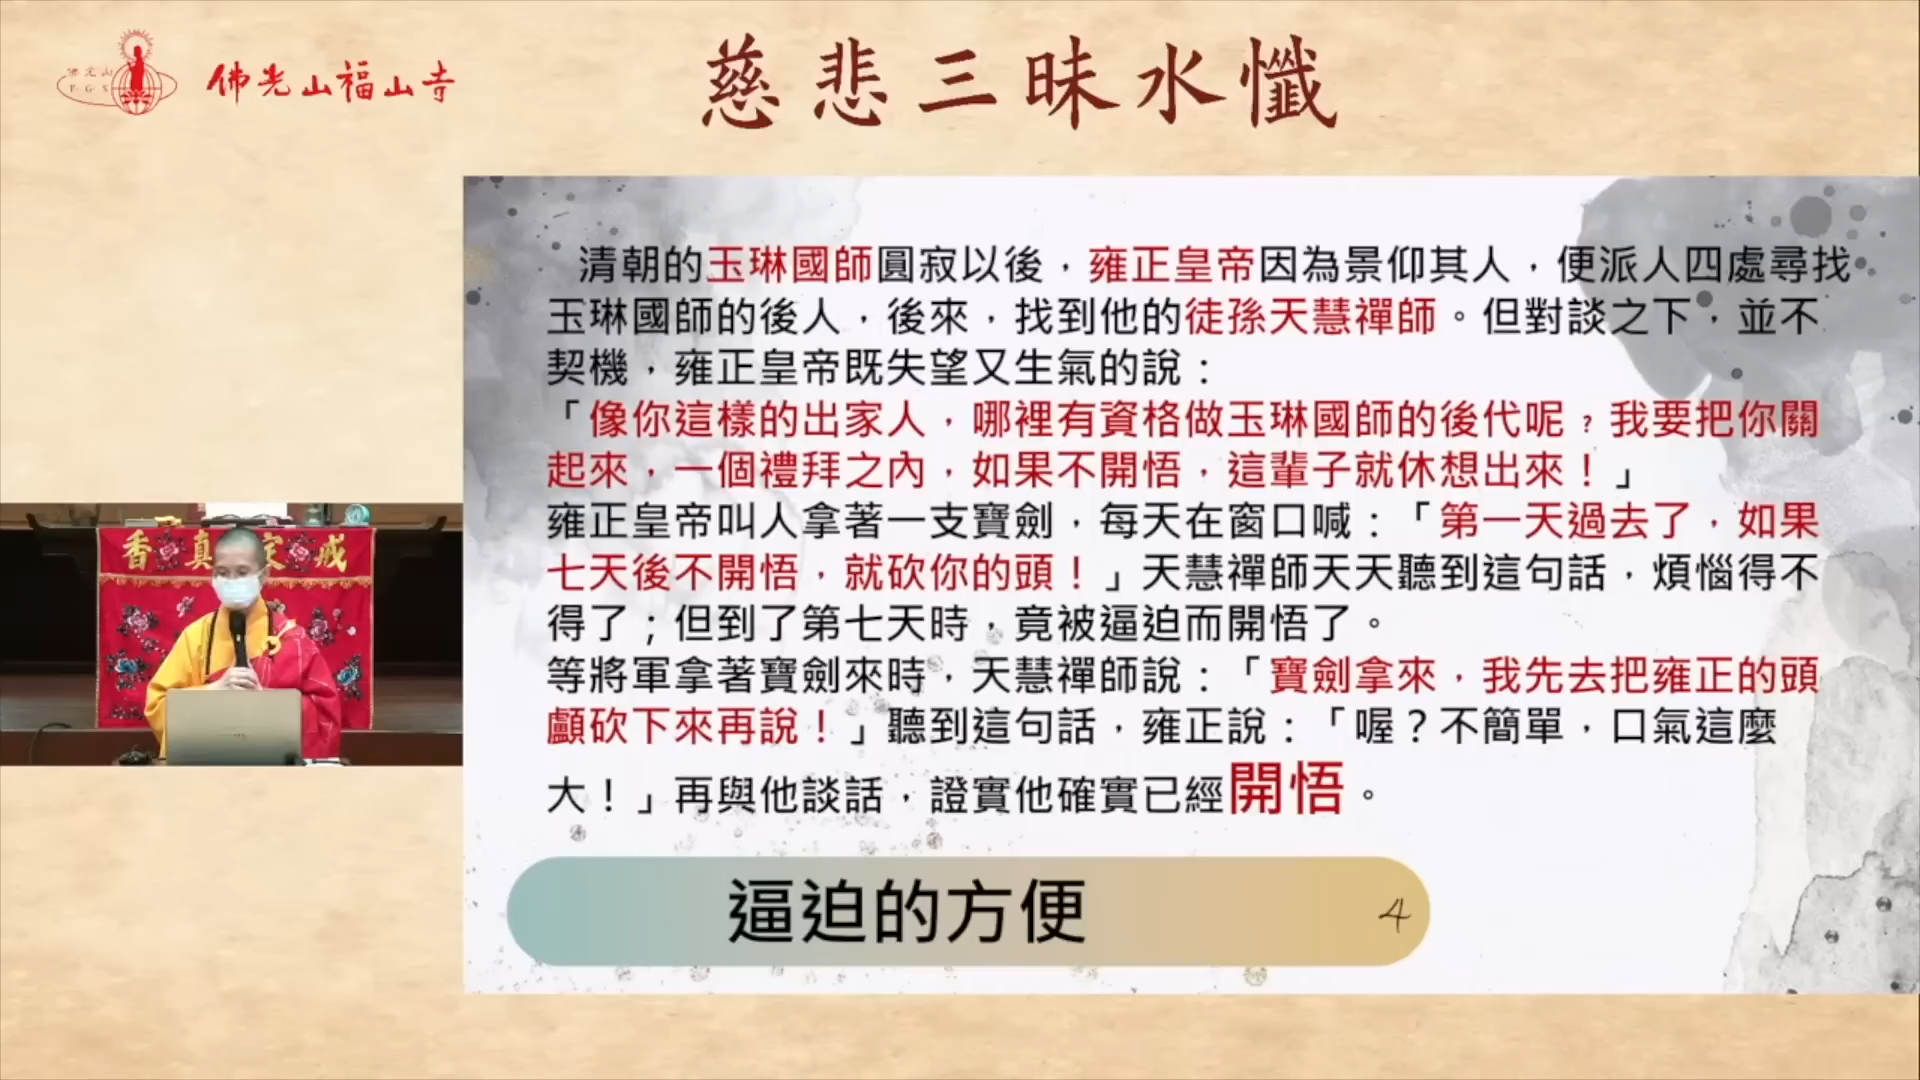 佛光山
F G S
佛光山福山寺
慈悲三昧水懺
清朝的玉琳國師圓寂以後，雍正皇帝因為景仰其人，便派人四處尋找
玉琳國師的後人，後來，找到他的徒孫天慧禪師。但對談之下，並不
契機，雍正皇帝既失望又生氣的說：
「像你這樣的出家人，哪裡有資格做玉琳國師的後代呢﹖我要把你關
起來，一個禮拜之內，如果不開悟，這輩子就休想出來！」
雍正皇帝叫人拿著一支寶劍，每天在窗口喊：「第一天過去了，如果
七天後不開悟，就砍你的頭！」天慧禪師天天聽到這句話，煩惱得不
得了；但到了第七天時，竟被逼迫而開悟了。
等將軍拿著寶劍來時，天慧禪師說：「寶劍拿來，我先去把雍正的頭
顱砍下來再說！」聽到這句話，雍正說：「喔？不簡單，口氣這麼
大！」再與他談話，證實他確實已經開悟。
逼迫的方便
4
香真 戒